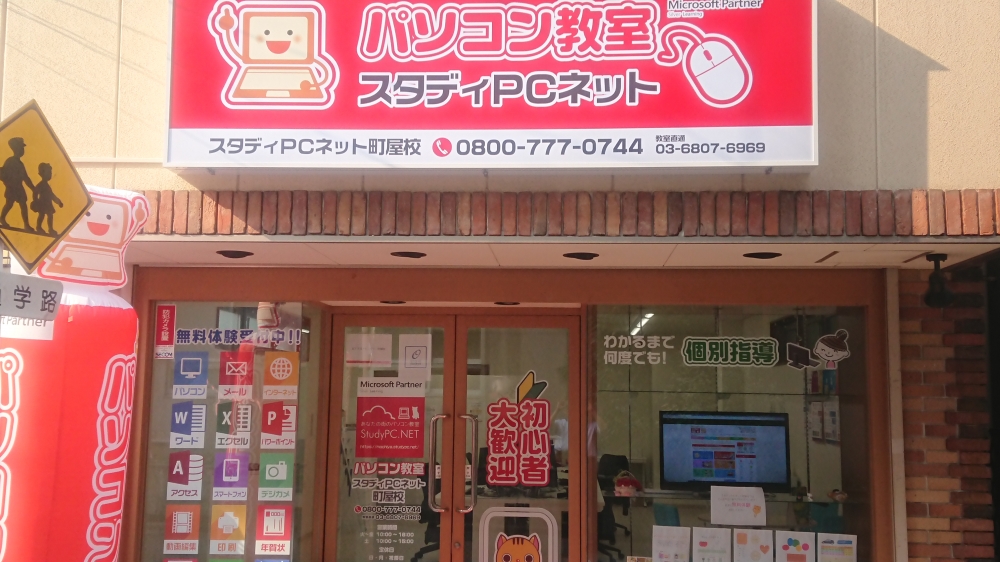 Microsoft Partner
パソコン教室
スタディPCネット
スタディPCネット町屋校 0800-777-0744 教室直通 03-6807-6969
学路
無料体験受付中!!
パソコン メール インターネット
ワード エクセル パワーポイント
アクセス スマートフォン デジカメ
動画編集 印刷 年賀状
Microsoft Partner
StudyPC.NET
パソコン教室
スタディPCネット
町屋校
0800-777-0744
03-6807-6969
初心者
大歓迎
わかるまで
何度でも!
個別指導